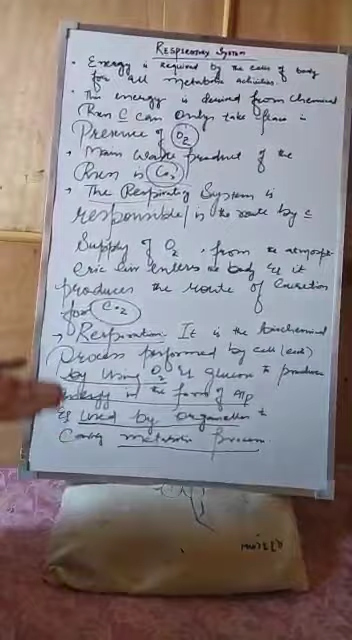 RESPIRATORY SYSTEM
• Energy is required by the cells of body
for all metabolic activities.
• This energy is derived from chemical
Rxn C can only take place in
Presence of O2
→ Main waste product of the
Rxn is CO2
→ The Respiratory System is
responsible/is the route by C
Supply of O2, from the atmosph-
eric air enters the body & it
produces the route of Excretion
for CO2
→ Respiration: It is the biochemical
Process performed by cell
by using O2 & glucose to produce
energy in the form of ATP
& used by organelles to
Carry metabolic process